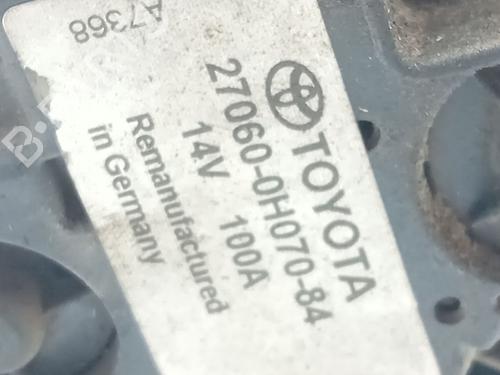 TOYOTA
27060-0H070-84
14V 100A
Remanufactured
in Germany
A7368